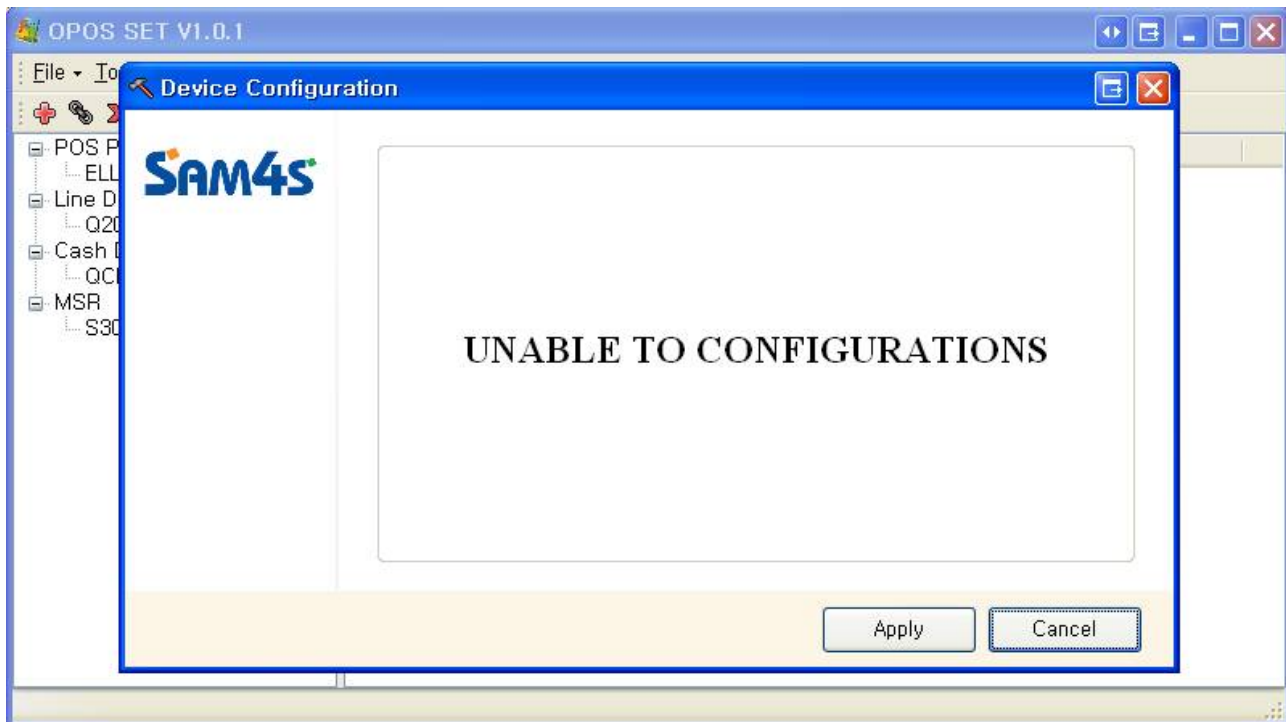 OPOS SET V1.0.1
File
Device Configuration
SAM4S
UNABLE TO CONFIGURATIONS
POS P
ELL
Line D
Q20
Cash
QC
MSR
S30
Apply
Cancel